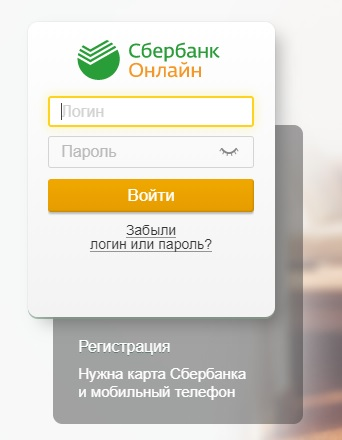 Сбербанк
Онлайн
Логин
Пароль
Войти
Забыли
логин или пароль?
Регистрация
Нужна карта Сбербанка
и мобильный телефон